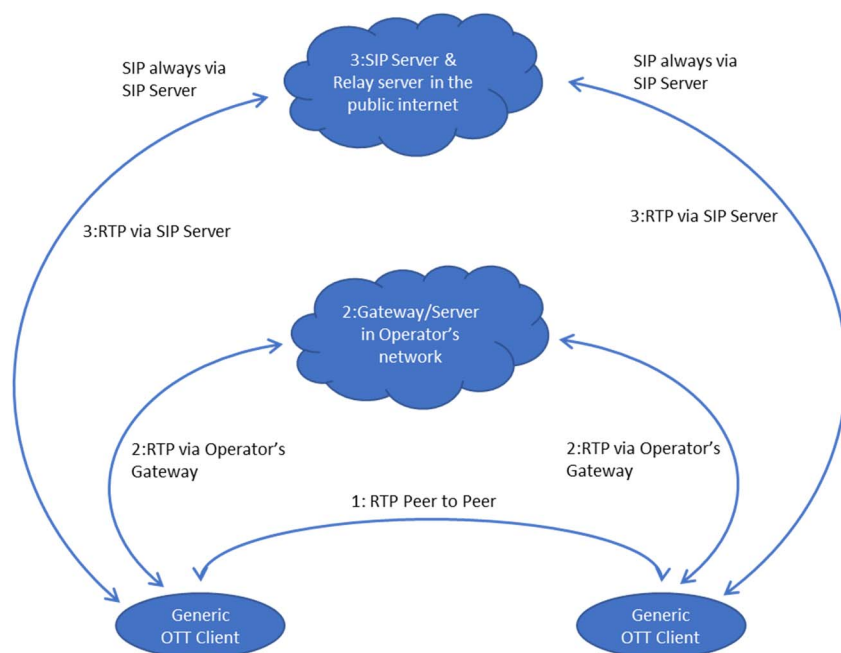 SIP always via
SIP Server
3:SIP Server &
Relay server in the
public internet
SIP always via
SIP Server
3:RTP via SIP Server
3:RTP via SIP Server
2:Gateway/Server
in Operator's
network
2:RTP via Operator's
Gateway
2:RTP via Operator's
Gateway
1: RTP Peer to Peer
Generic
OTT Client
Generic
OTT Client